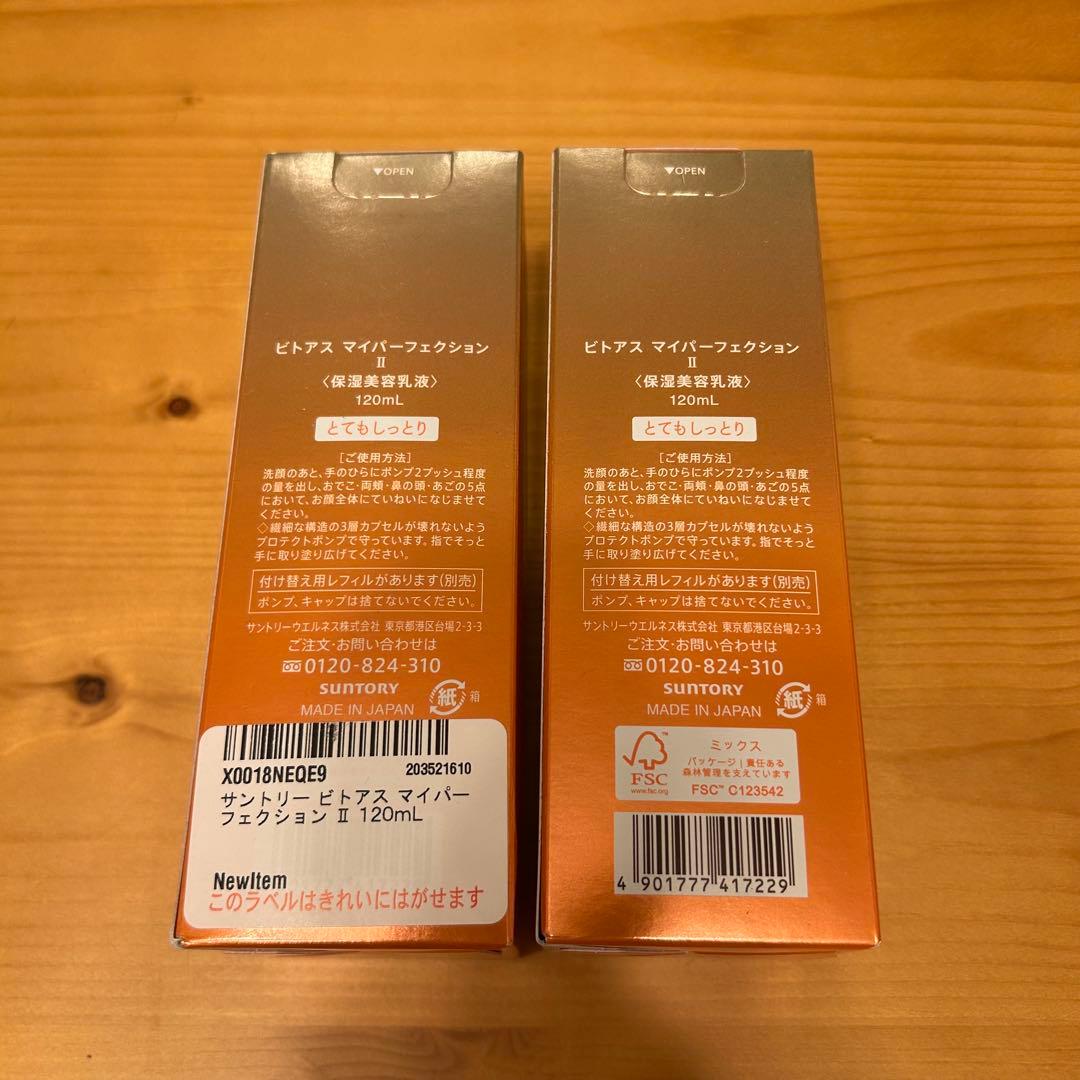 ▼OPEN
ビトアス マイパーフェクション
Ⅱ
〈保湿美容乳液〉
120mL
とてもしっとり
[ご使用方法]
洗顔のあと、手のひらにポンプ2プッシュ程度
の量を出し、おでこ・両頬・鼻の頭・あごの5点
において、お顔全体にていねいになじませて
ください。
◇繊細な構造の3層カプセルが壊れないよう
プロテクトポンプで守っています。指でそっと
手に取り塗り広げてください。
付け替え用レフィルがあります(別売)
ポンプ、キャップは捨てないでください。
サントリーウエルネス株式会社 東京都港区台場2-3-3
ご注文・お問い合わせは
0120-824-310
SUNTORY
紙 箱
MADE IN JAPAN
X0018NEQE9 203521610
サントリー ビトアス マイパー
フェクション Ⅱ 120mL
NewItem
このラベルはきれいにはがせます
▼OPEN
ビトアス マイパーフェクション
Ⅱ
〈保湿美容乳液〉
120mL
とてもしっとり
[ご使用方法]
洗顔のあと、手のひらにポンプ2プッシュ程度
の量を出し、おでこ・両頬・鼻の頭・あごの5点
において、お顔全体にていねいになじませて
ください。
◇繊細な構造の3層カプセルが壊れないよう
プロテクトポンプで守っています。指でそっと
手に取り塗り広げてください。
付け替え用レフィルがあります(別売)
ポンプ、キャップは捨てないでください。
サントリーウエルネス株式会社 東京都港区台場2-3-3
ご注文・お問い合わせは
0120-824-310
SUNTORY
紙 箱
MADE IN JAPAN
FSC
www.fsc.org
ミックス
パッケージ|責任ある
森林管理を支えています
FSC™ C123542
4 901777 417229